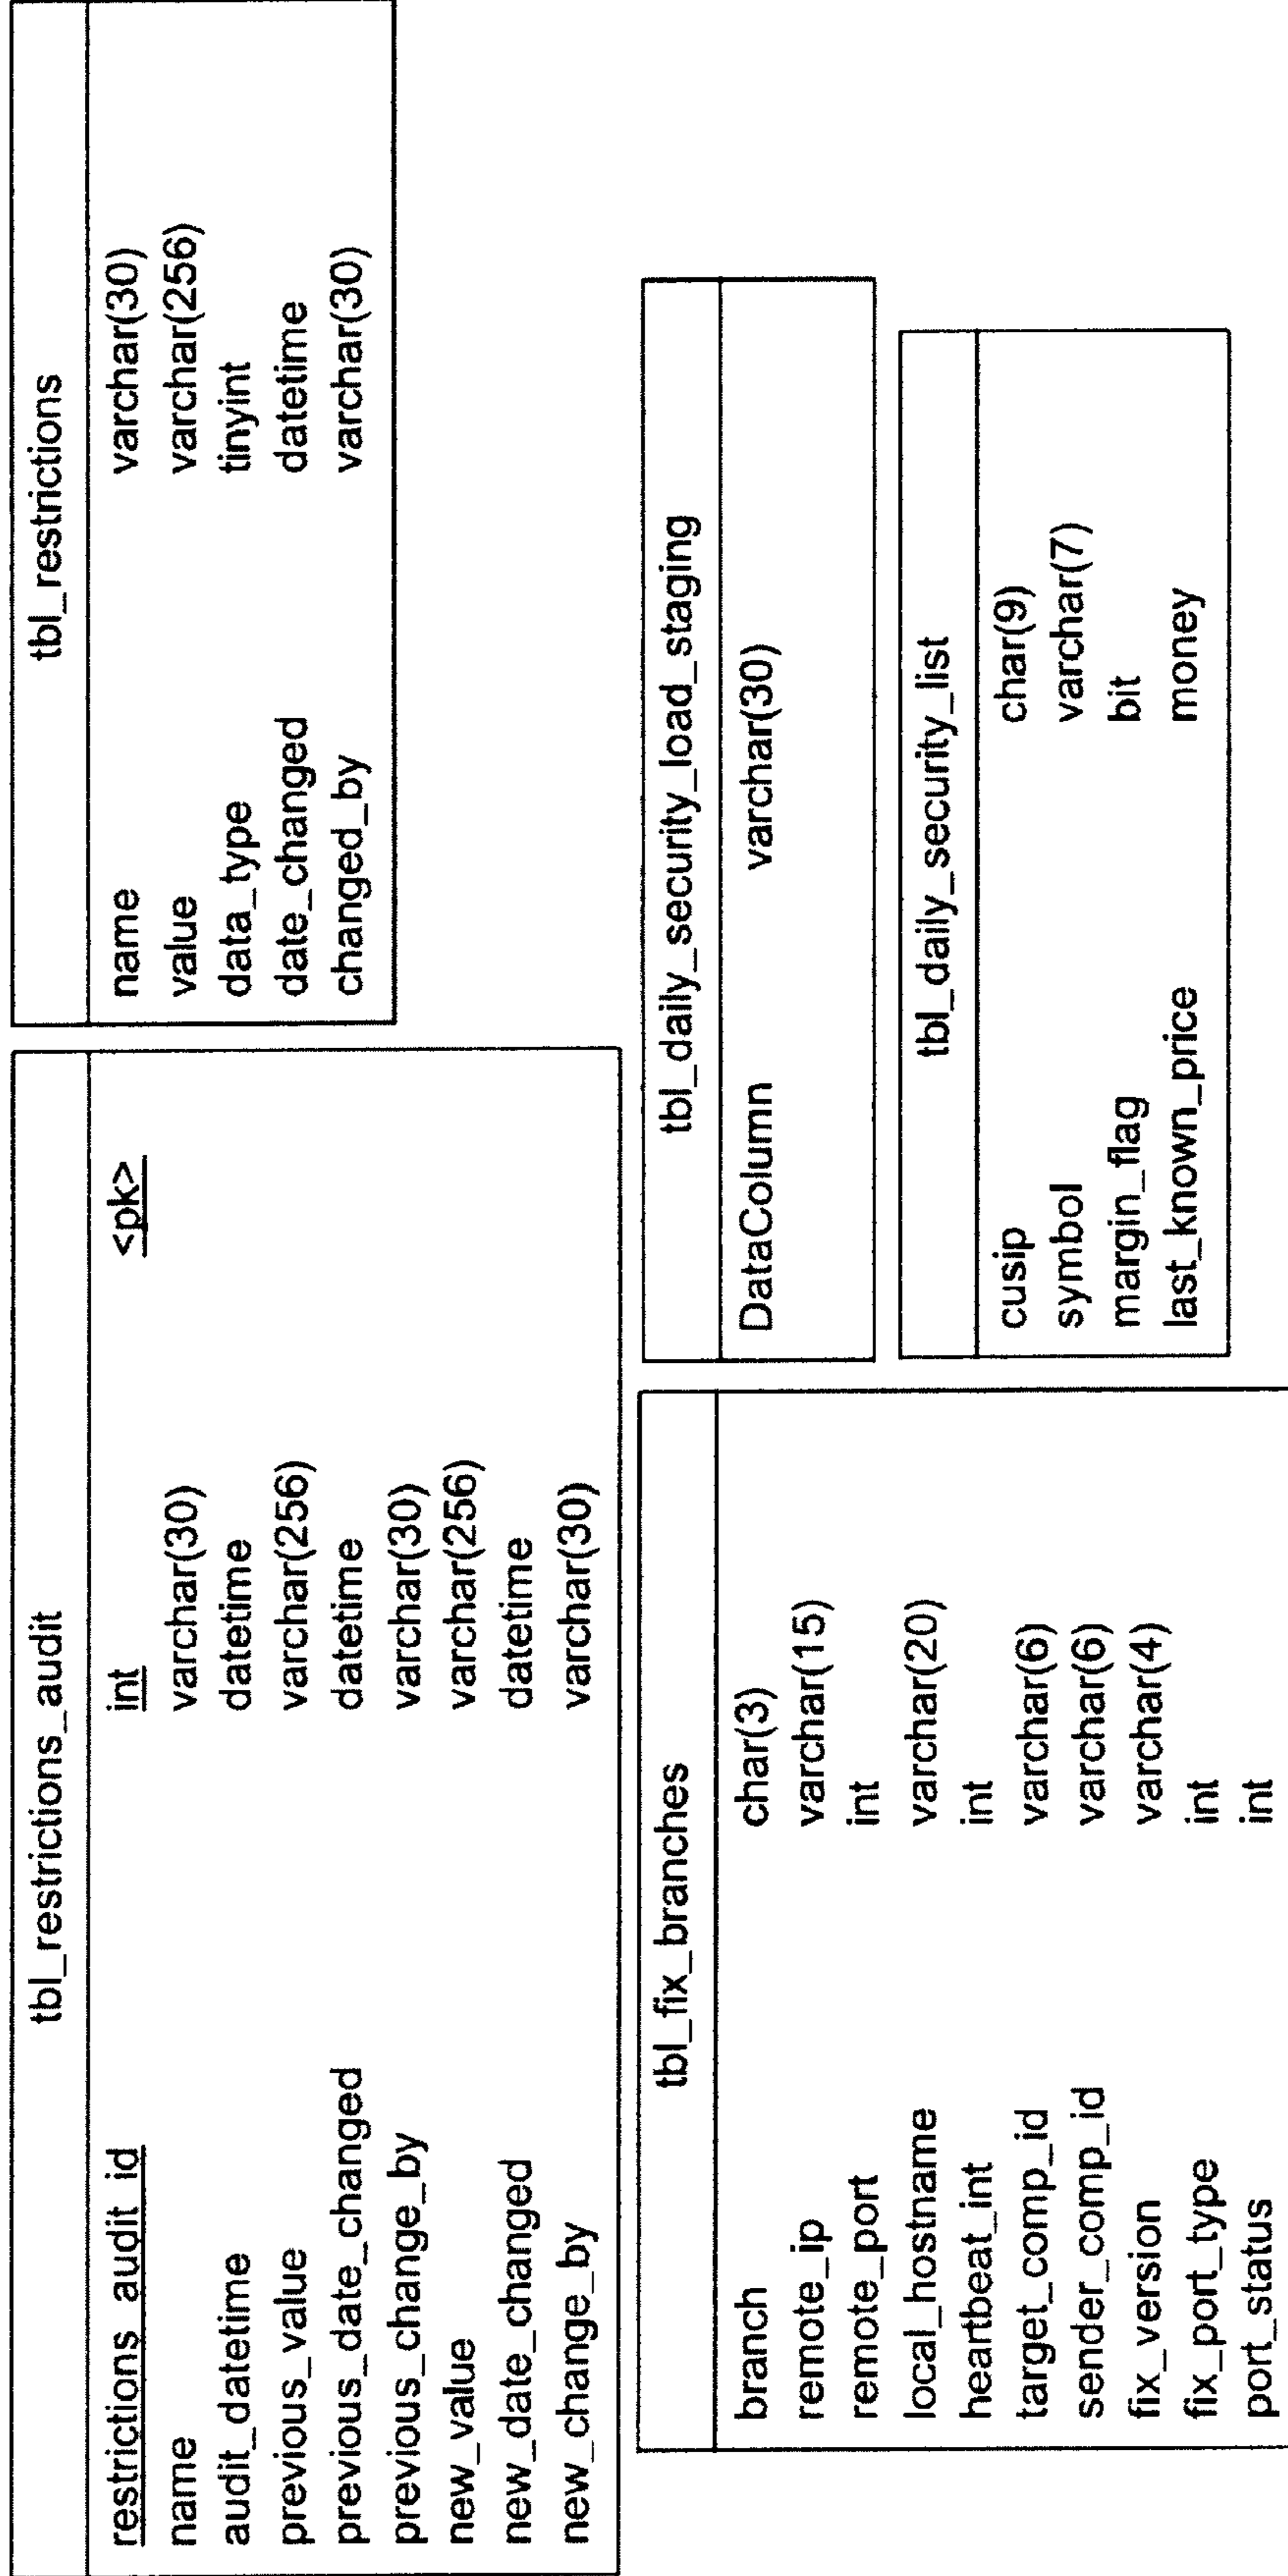 tbl_restrictions_audit
restrictions_audit_id int <pk>
name varchar(30)
audit_datetime datetime
previous_value varchar(256)
previous_date_changed datetime
previous_change_by varchar(30)
new_value varchar(256)
new_date_changed datetime
new_change_by varchar(30)
tbl_restrictions
name varchar(30)
value varchar(256)
data_type tinyint
date_changed datetime
changed_by varchar(30)
tbl_fix_branches
branch char(3)
remote_ip varchar(15)
remote_port int
local_hostname varchar(20)
heartbeat_int int
target_comp_id varchar(6)
sender_comp_id varchar(6)
fix_version varchar(4)
fix_port_type int
port_status int
tbl_daily_security_load_staging
DataColumn varchar(30)
tbl_daily_security_list
cusip char(9)
symbol varchar(7)
margin_flag bit
last_known_price money